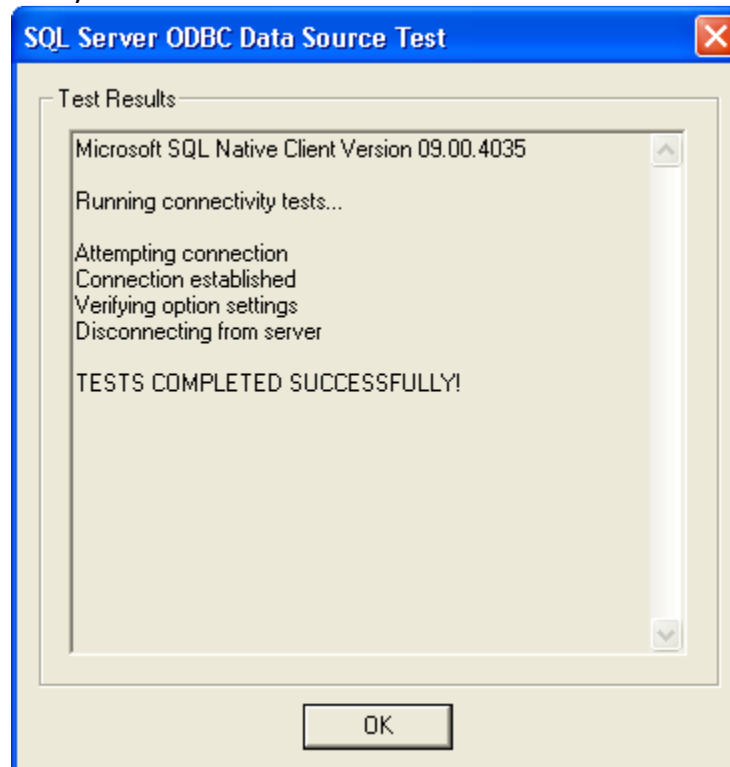 SQL Server ODBC Data Source Test
Test Results
Microsoft SQL Native Client Version 09.00.4035
Running connectivity tests...
Attempting connection
Connection established
Verifying option settings
Disconnecting from server
TESTS COMPLETED SUCCESSFULLY!
OK